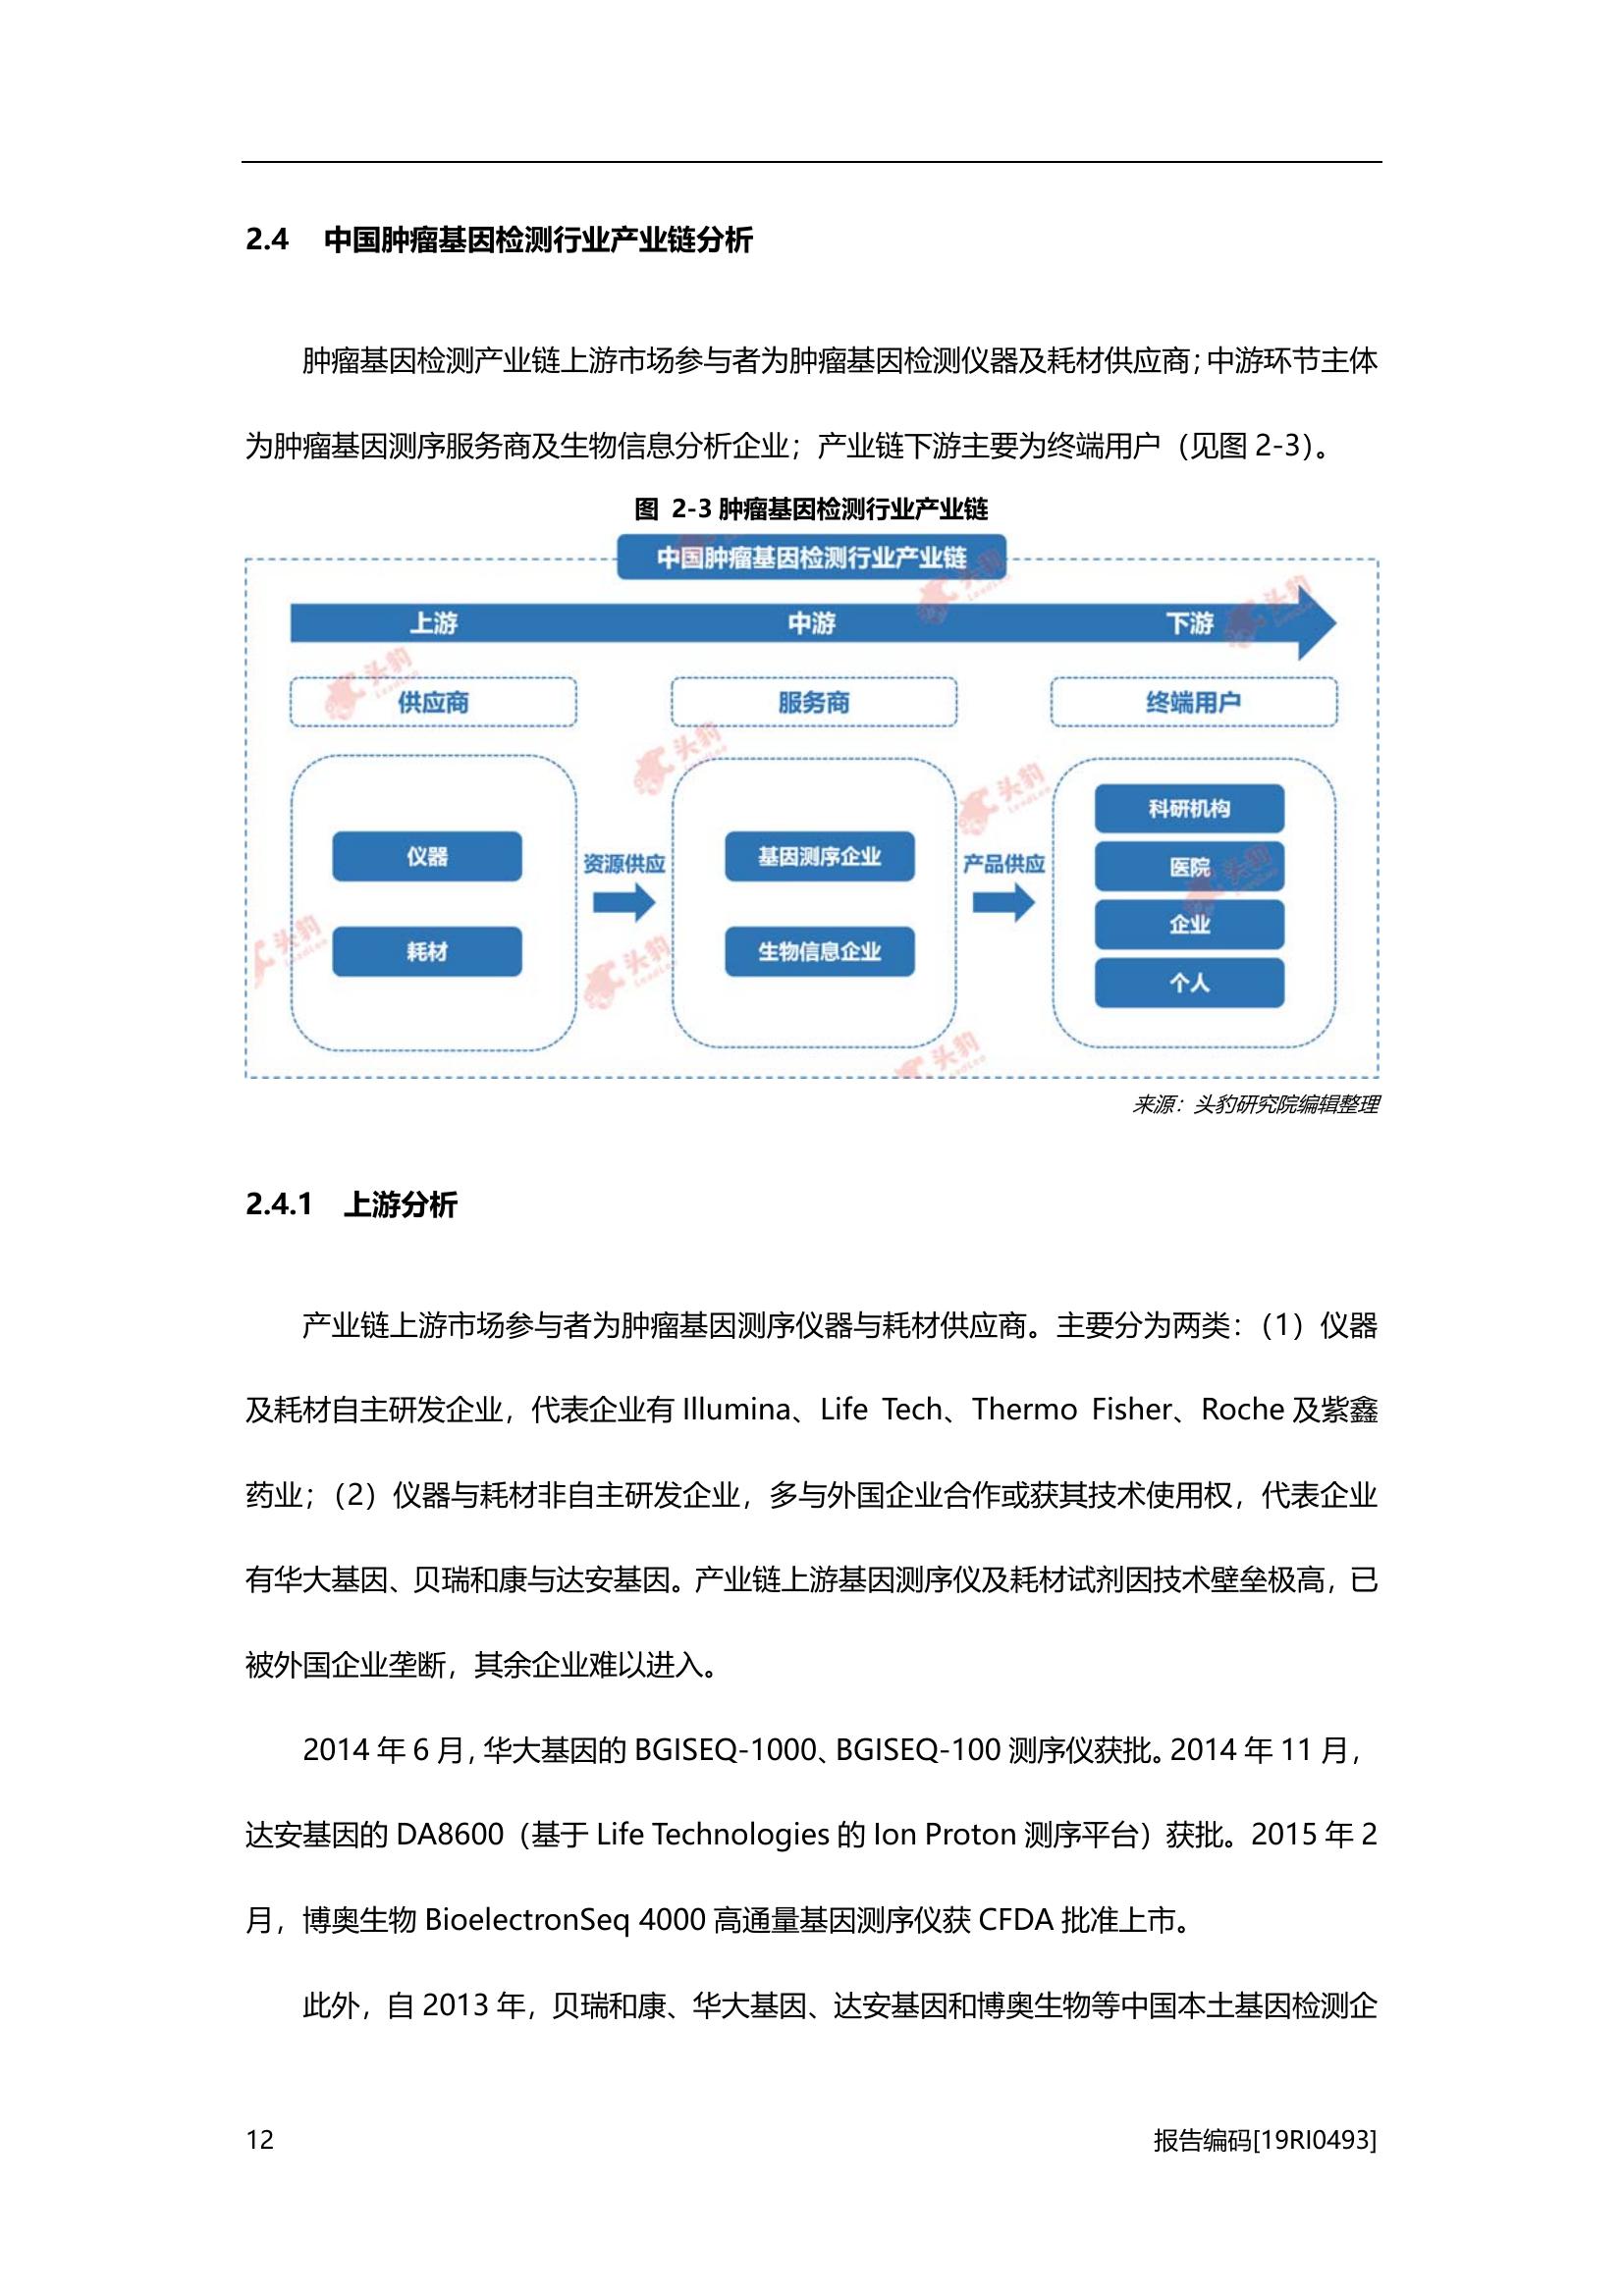 2.4 中国肿瘤基因检测行业产业链分析
肿瘤基因检测产业链上游市场参与者为肿瘤基因检测仪器及耗材供应商；中游环节主体
为肿瘤基因测序服务商及生物信息分析企业；产业链下游主要为终端用户（见图 2-3）。
图 2-3 肿瘤基因检测行业产业链
中国肿瘤基因检测行业产业链
上游 中游 下游
供应商 服务商 终端用户
仪器
耗材
资源供应
基因测序企业
生物信息企业
产品供应
科研机构
医院
企业
个人
头豹
LeadLeo
来源：头豹研究院编辑整理
2.4.1 上游分析
产业链上游市场参与者为肿瘤基因测序仪器与耗材供应商。主要分为两类：（1）仪器
及耗材自主研发企业，代表企业有 Illumina、Life Tech、Thermo Fisher、Roche 及紫鑫
药业；（2）仪器与耗材非自主研发企业，多与外国企业合作或获其技术使用权，代表企业
有华大基因、贝瑞和康与达安基因。产业链上游基因测序仪及耗材试剂因技术壁垒极高，已
被外国企业垄断，其余企业难以进入。
2014 年 6 月，华大基因的 BGISEQ-1000、BGISEQ-100 测序仪获批。2014 年 11 月，
达安基因的 DA8600（基于 Life Technologies 的 Ion Proton 测序平台）获批。2015 年 2
月，博奥生物 BioelectronSeq 4000 高通量基因测序仪获 CFDA 批准上市。
此外，自 2013 年，贝瑞和康、华大基因、达安基因和博奥生物等中国本土基因检测企
12 报告编码[19RI0493]